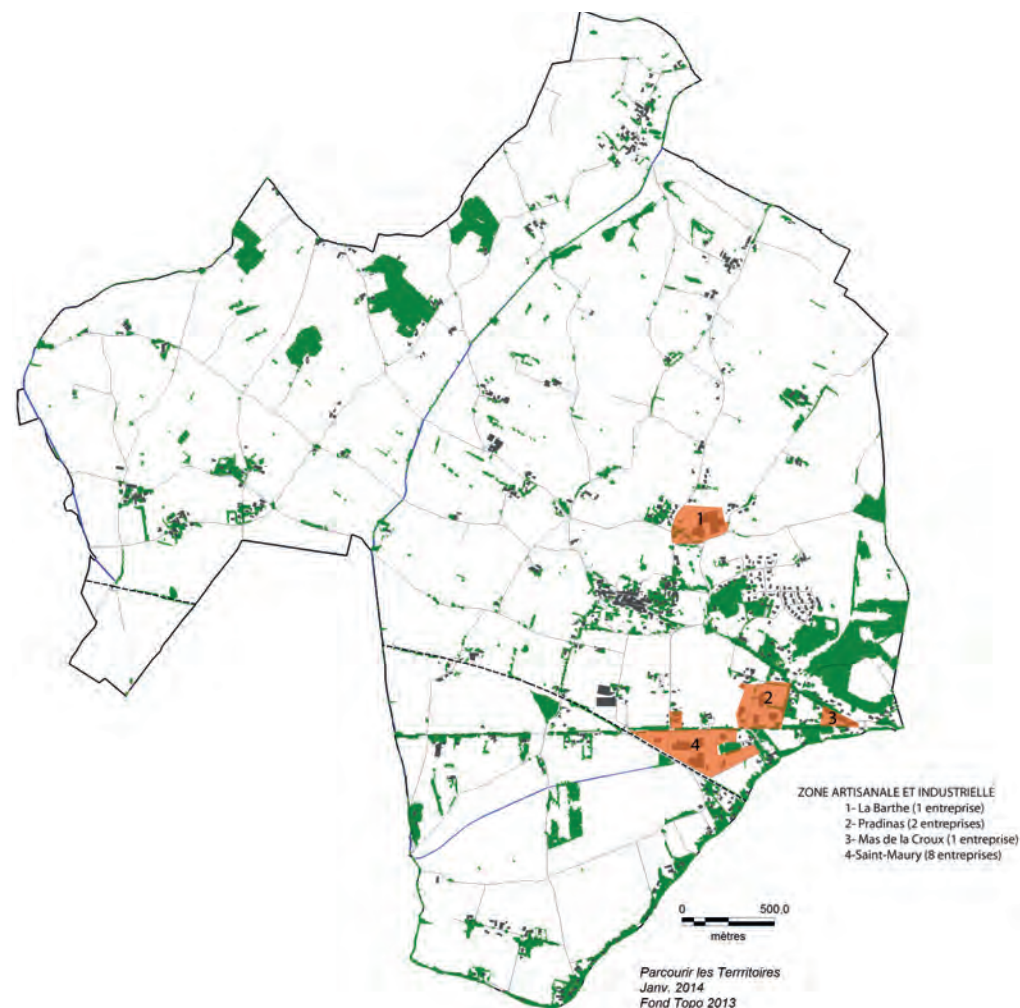 1
2
3
4
ZONE ARTISANALE ET INDUSTRIELLE
1- La Barthe (1 entreprise)
2- Pradinas (2 entreprises)
3- Mas de la Croux (1 entreprise)
4-Saint-Maury (8 entreprises)
0 500,0
mètres
Parcourir les Terrritoires
Janv. 2014
Fond Topo 2013